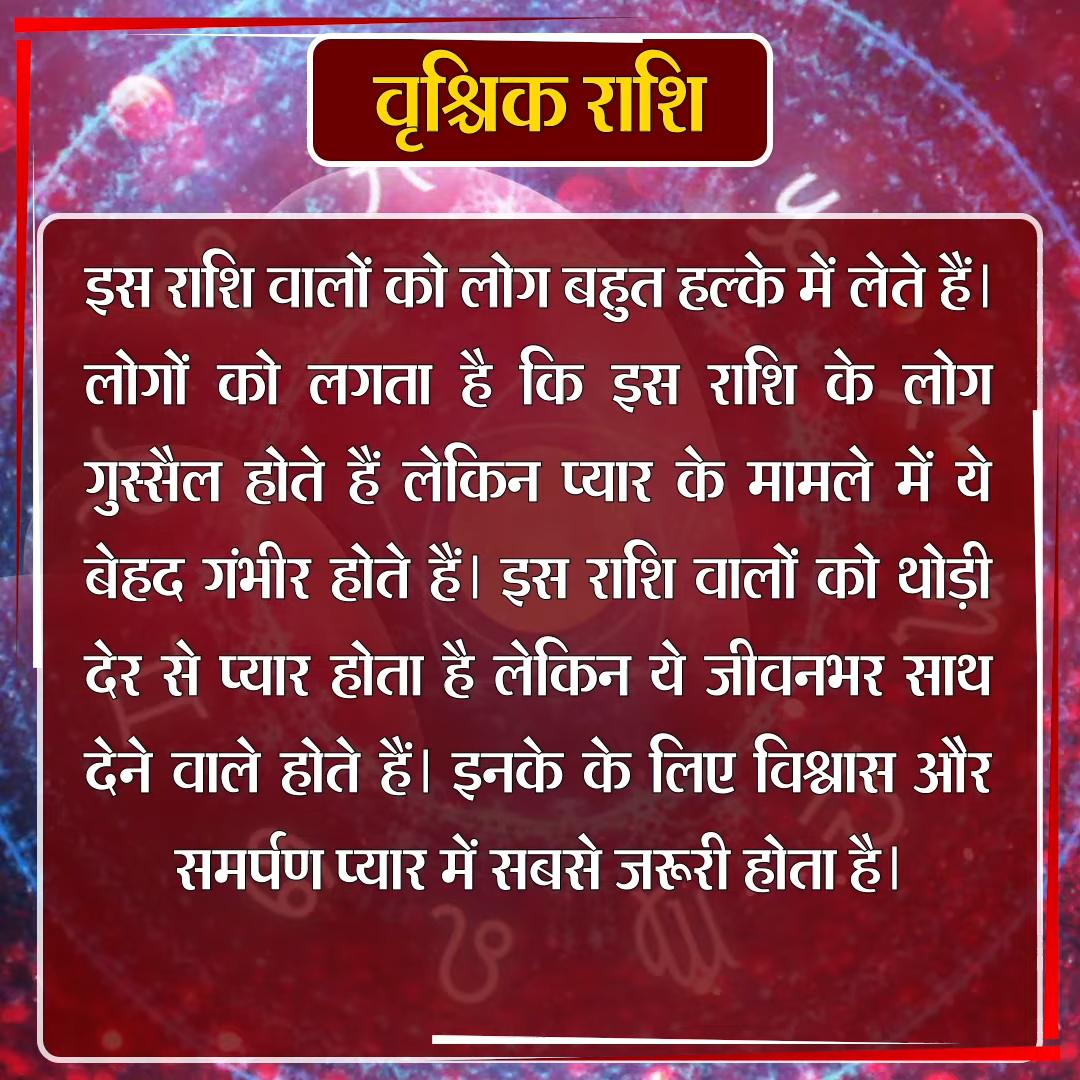 वृश्चिक राशि
इस राशि वालों को लोग बहुत हल्के में लेते हैं।
लोगों को लगता है कि इस राशि के लोग
गुस्सैल होते हैं लेकिन प्यार के मामले में ये
बेहद गंभीर होते हैं। इस राशि वालों को थोड़ी
देर से प्यार होता है लेकिन ये जीवनभर साथ
देने वाले होते हैं। इनके के लिए विश्वास और
समर्पण प्यार में सबसे जरूरी होता है।